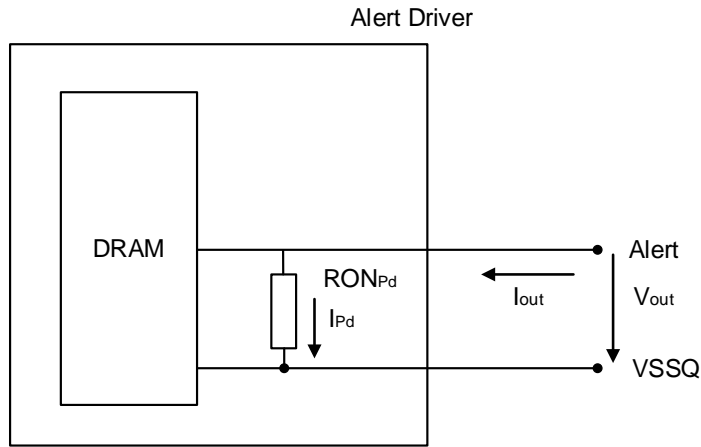 Alert Driver
DRAM
RONPd
IPd
Iout
Alert
Vout
VSSQ